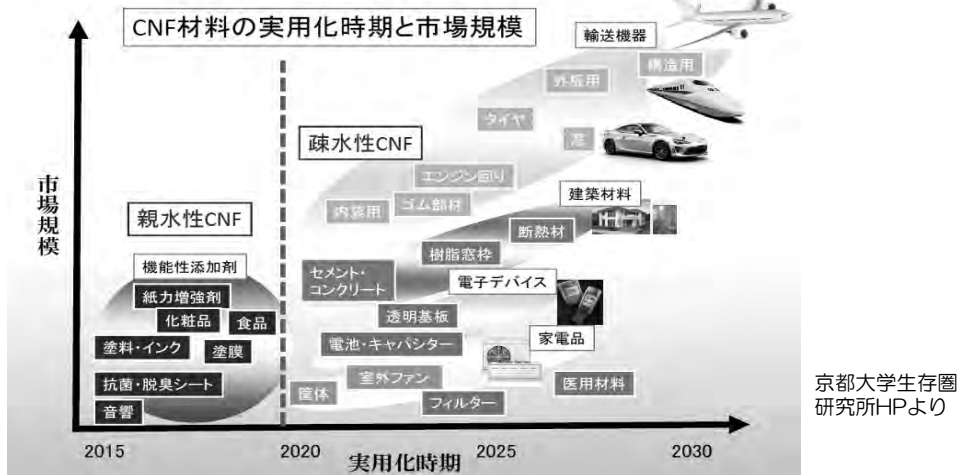 CNF材料の実用化時期と市場規模
輸送機器
構造用
外板用
タイヤ
窓
疎水性CNF
エンジン回り
ゴム部材
内装用
建築材料
断熱材
樹脂窓枠
セメント・
コンクリート
電子デバイス
透明基板
家電品
電池・キャパシター
室外ファン
医用材料
筐体
フィルター
親水性CNF
機能性添加剤
紙力増強剤
化粧品
食品
塗料・インク
塗膜
抗菌・脱臭シート
音響
市場規模
2015
2020
2025
2030
実用化時期
京都大学生存圏
研究所HPより